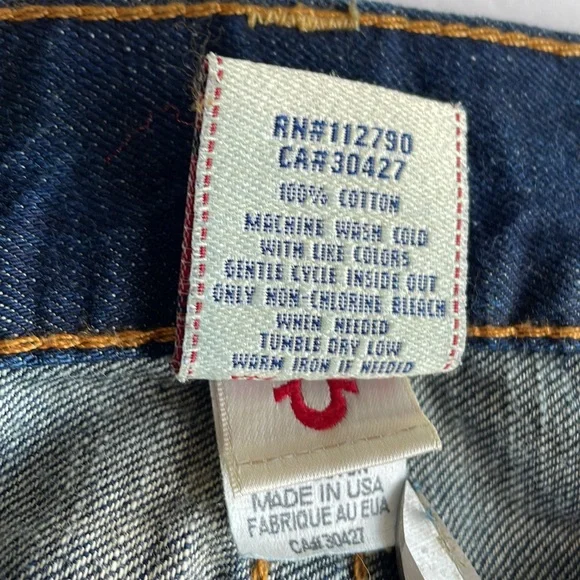 RN#112790
CA#30427
100% COTTON
MACHINE WASH COLD
WITH LIKE COLORS
GENTLE CYCLE INSIDE OUT
ONLY NON-CHLORINE BLEACH
WHEN NEEDED
TUMBLE DRY LOW
WARM IRON IF NEEDED
MADE IN USA
FABRIQUE AU EUA
CA#30427